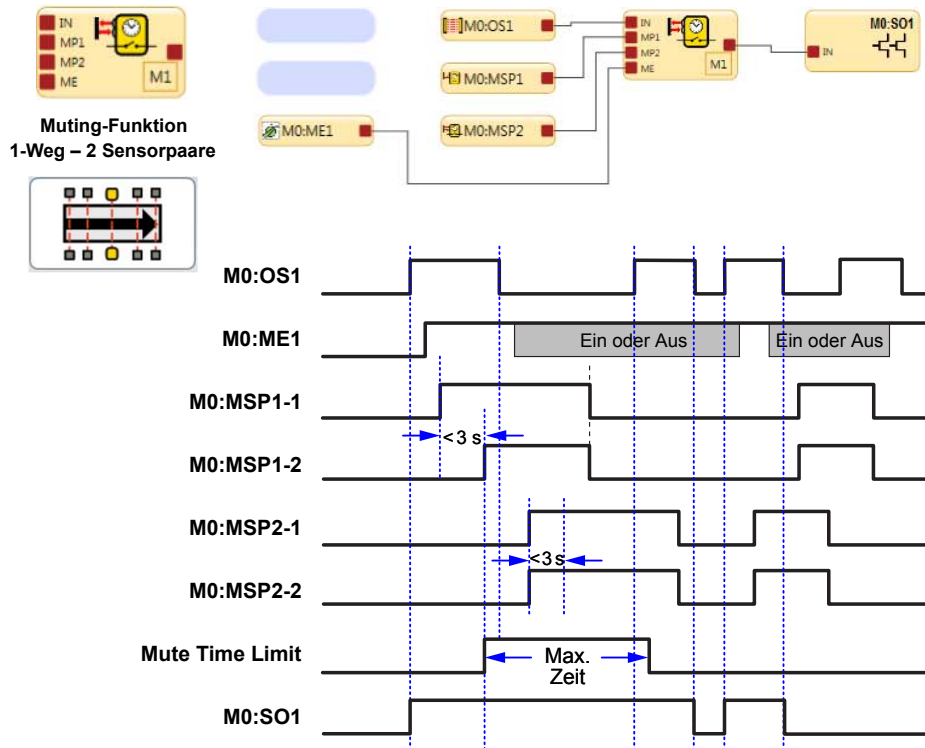 IN
MP1
MP2
ME
M1
Muting-Funktion
1-Weg – 2 Sensorpaare
M0:ME1
M0:OS1
M0:MSP1
M0:MSP2
IN
MP1
MP2
ME
M1
M0:SO1
IN
M0:OS1
M0:ME1
Ein oder Aus
Ein oder Aus
M0:MSP1-1
<3 s
M0:MSP1-2
M0:MSP2-1
<3 s
M0:MSP2-2
Mute Time Limit
Max.
Zeit
M0:SO1